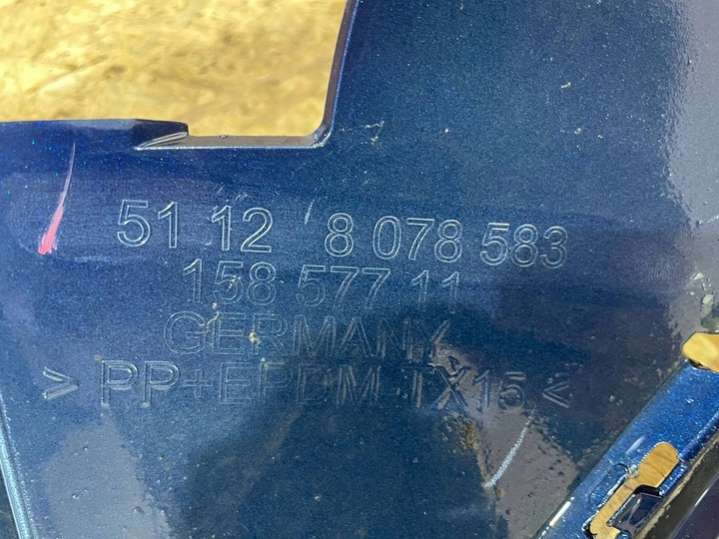 51 12 8 078 583
158 577 11
GERMANY
> PP+EPDM-TX15 <